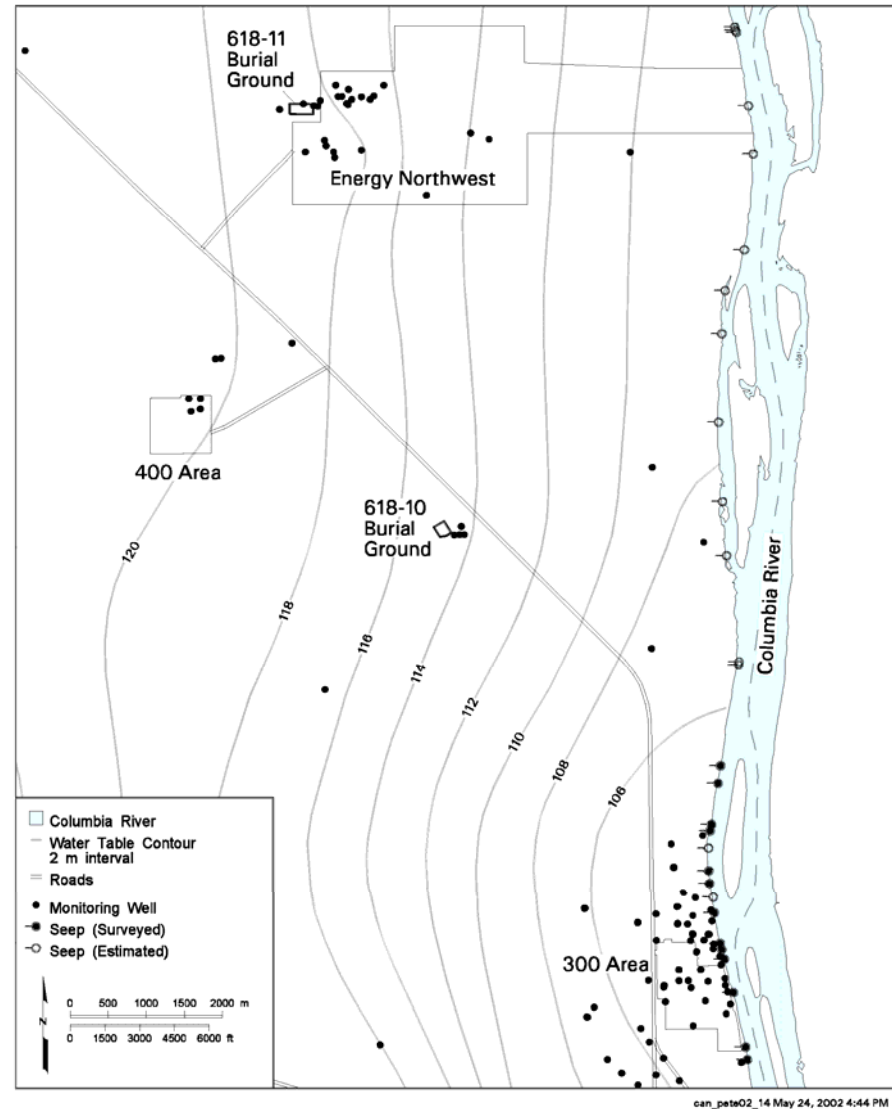 618-11
Burial
Ground
Energy Northwest
400 Area
618-10
Burial
Ground
Columbia River
120
118
116
114
112
110
108
106
300 Area
Columbia River
Water Table Contour
2 m interval
Roads
Monitoring Well
Seep (Surveyed)
Seep (Estimated)
N
0 500 1000 1500 2000 m
0 1500 3000 4500 6000 ft
can_pete02_14 May 24, 2002 4:44 PM